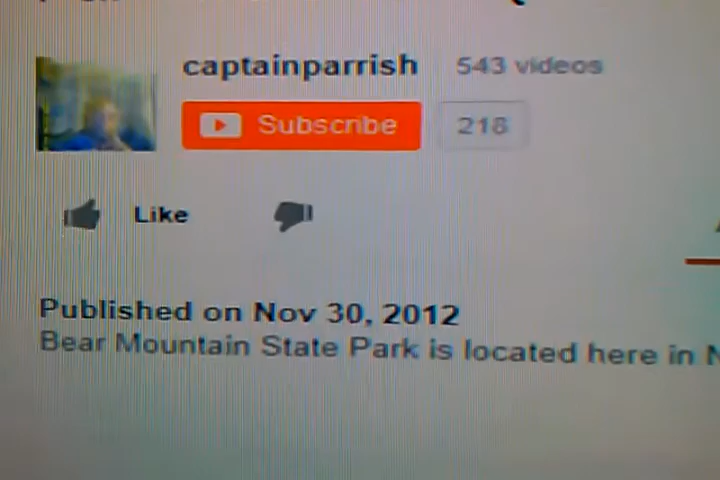 captainparrish 543 videos
Subscribe 218
Like
Published on Nov 30, 2012
Bear Mountain State Park is located here in